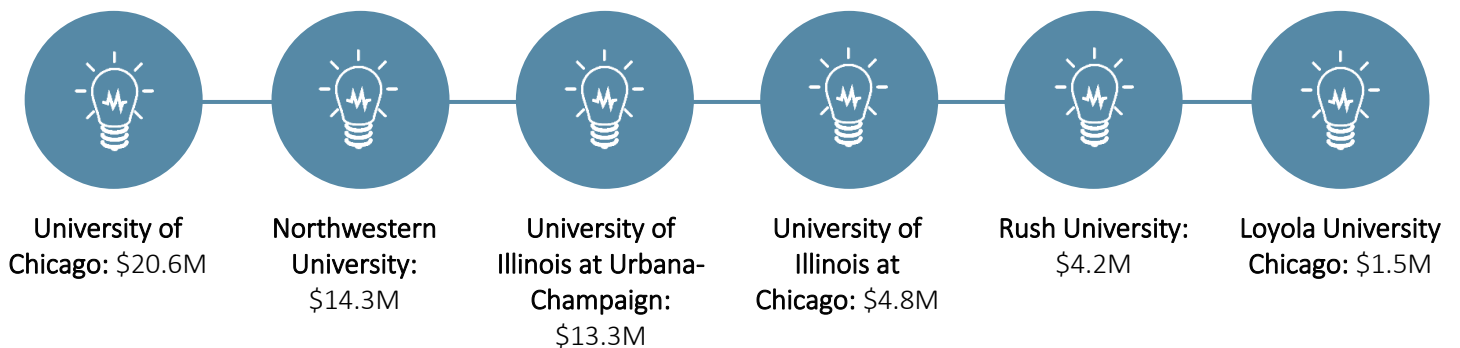 University of
Chicago: $20.6M
Northwestern
University:
$14.3M
University of
Illinois at Urbana-
Champaign:
$13.3M
University of
Illinois at
Chicago: $4.8M
Rush University:
$4.2M
Loyola University
Chicago: $1.5M